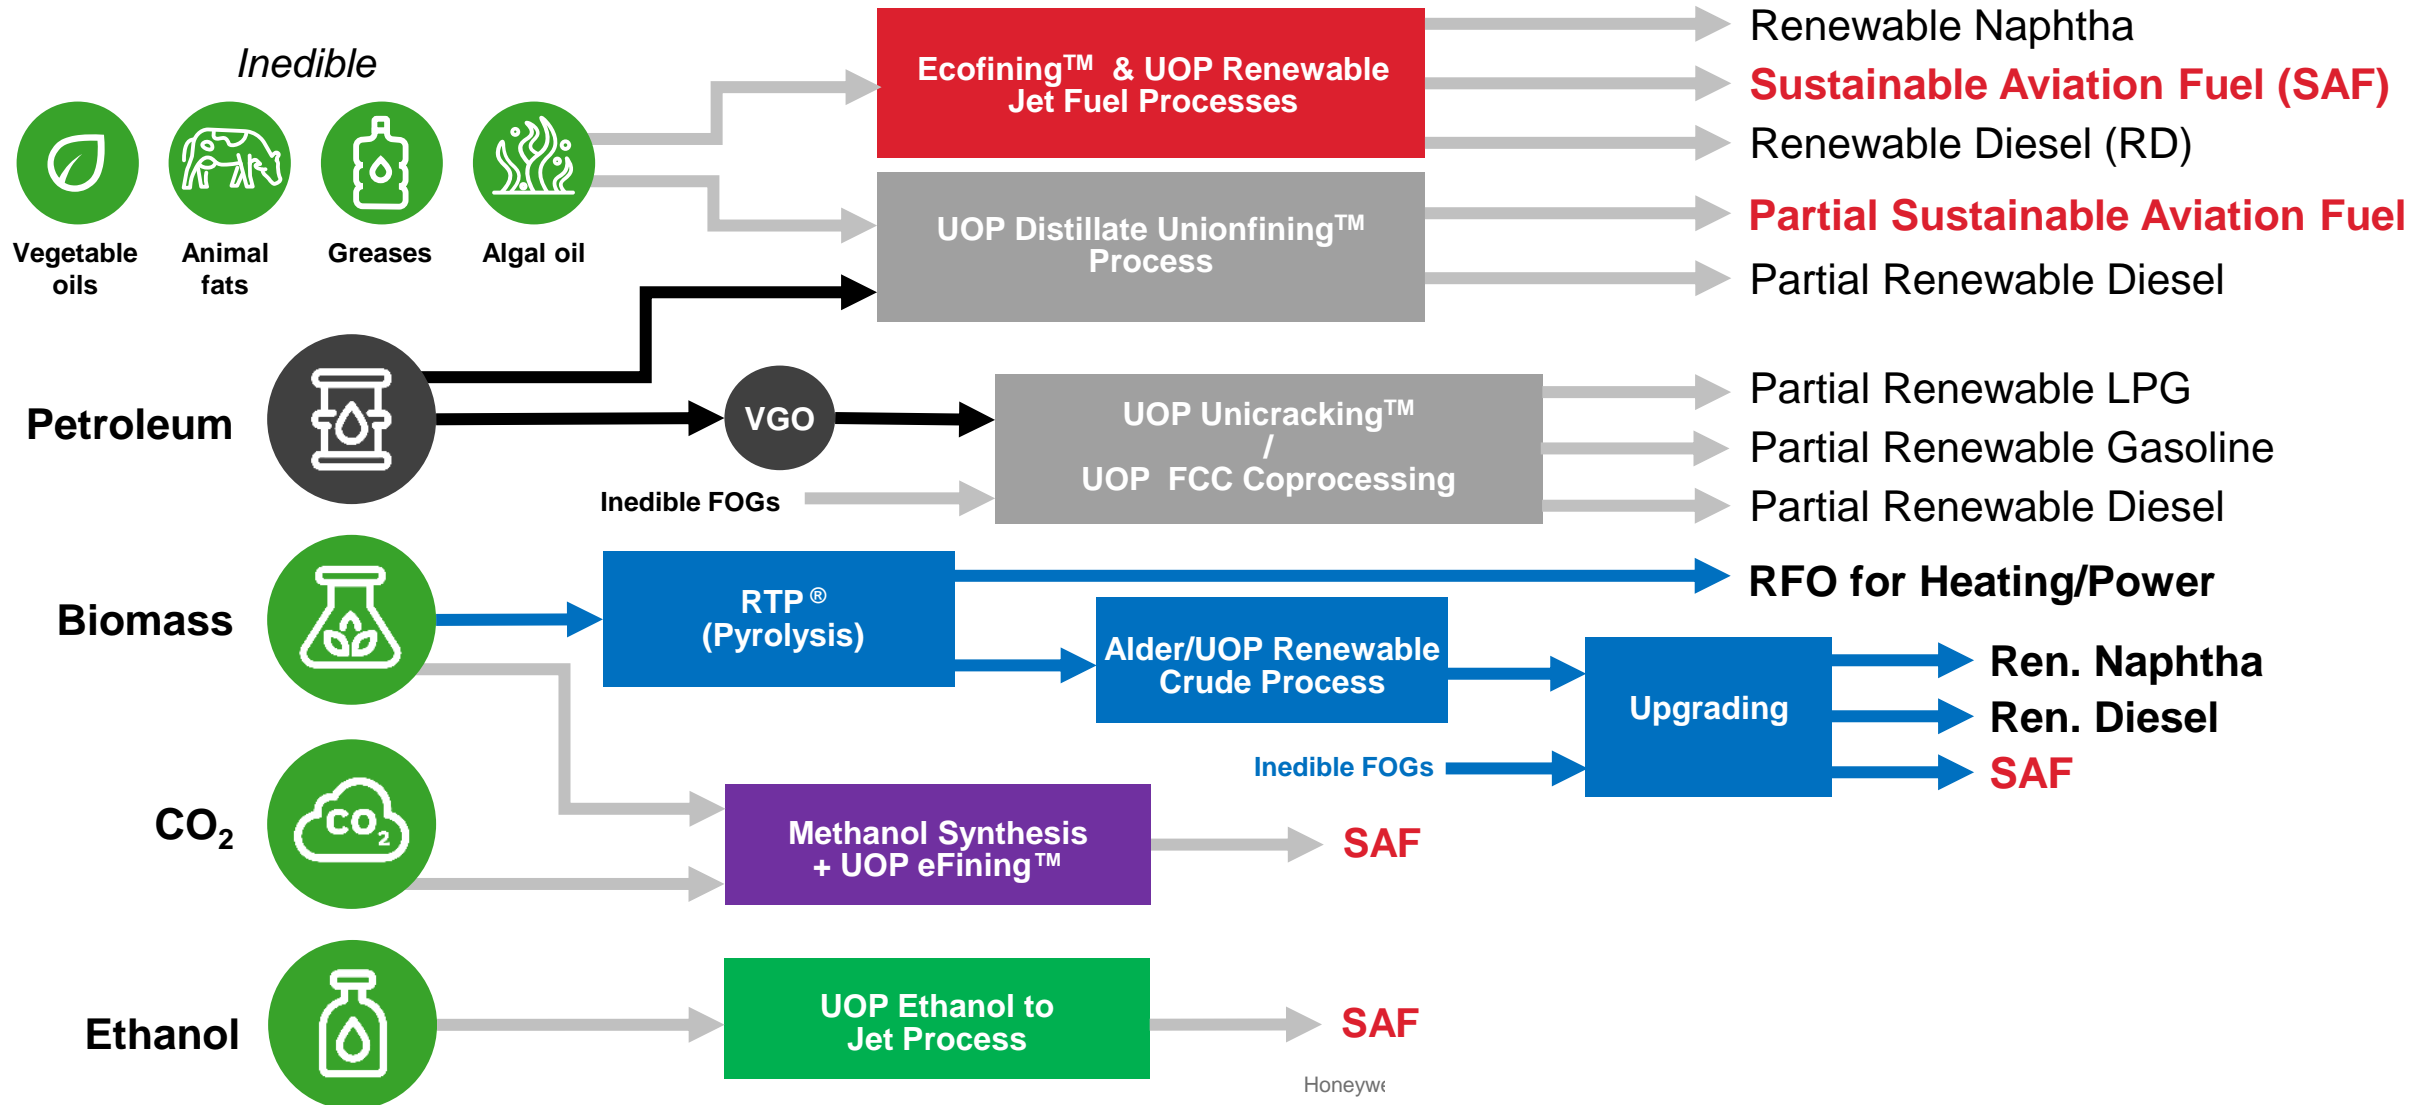 Inedible
Vegetable
oils
Animal
fats
Greases
Algal oil
Ecofining™ & UOP Renewable
Jet Fuel Processes
Renewable Naphtha
Sustainable Aviation Fuel (SAF)
Renewable Diesel (RD)
UOP Distillate Unionfining™
Process
Partial Sustainable Aviation Fuel
Partial Renewable Diesel
Petroleum
VGO
Inedible FOGs
UOP Unicracking™
/
UOP FCC Coprocessing
Partial Renewable LPG
Partial Renewable Gasoline
Partial Renewable Diesel
Biomass
RTP®
(Pyrolysis)
RFO for Heating/Power
Alder/UOP Renewable
Crude Process
Inedible FOGs
Upgrading
Ren. Naphtha
Ren. Diesel
SAF
CO₂
CO₂
Methanol Synthesis
+ UOP eFining™
SAF
Ethanol
UOP Ethanol to
Jet Process
SAF